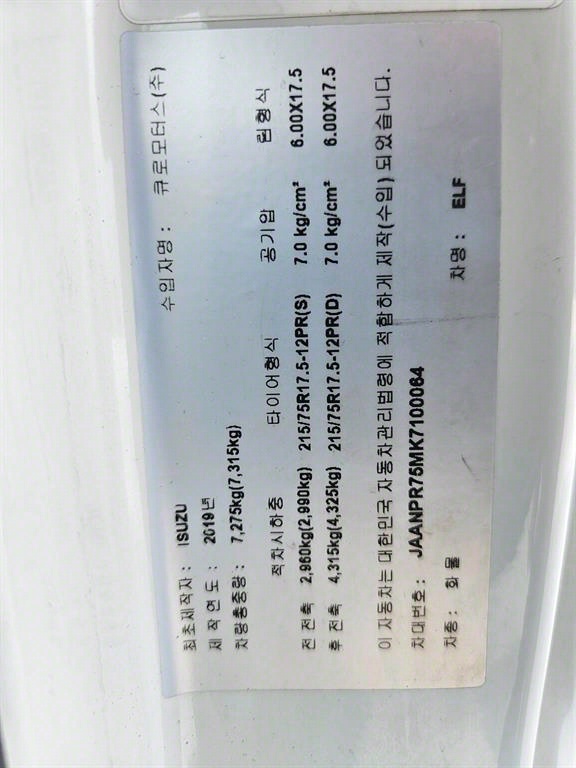 최초제작자 : ISUZU 수입자명 : 큐로모터스(주)
제작연도 : 2019년
차량총중량 : 7,275kg(7,315kg)
적차시하중 타이어형식 공기압 림형식
전 전축 2,960kg(2,990kg) 215/75R17.5-12PR(S) 7.0 kg/cm² 6.00X17.5
후 전축 4,315kg(4,325kg) 215/75R17.5-12PR(D) 7.0 kg/cm² 6.00X17.5
이 자동차는 대한민국 자동차관리법령에 적합하게 제작(수입) 되었습니다.
차대번호 : JAANPR75MK7100064
차종 : 화물 차명 : ELF